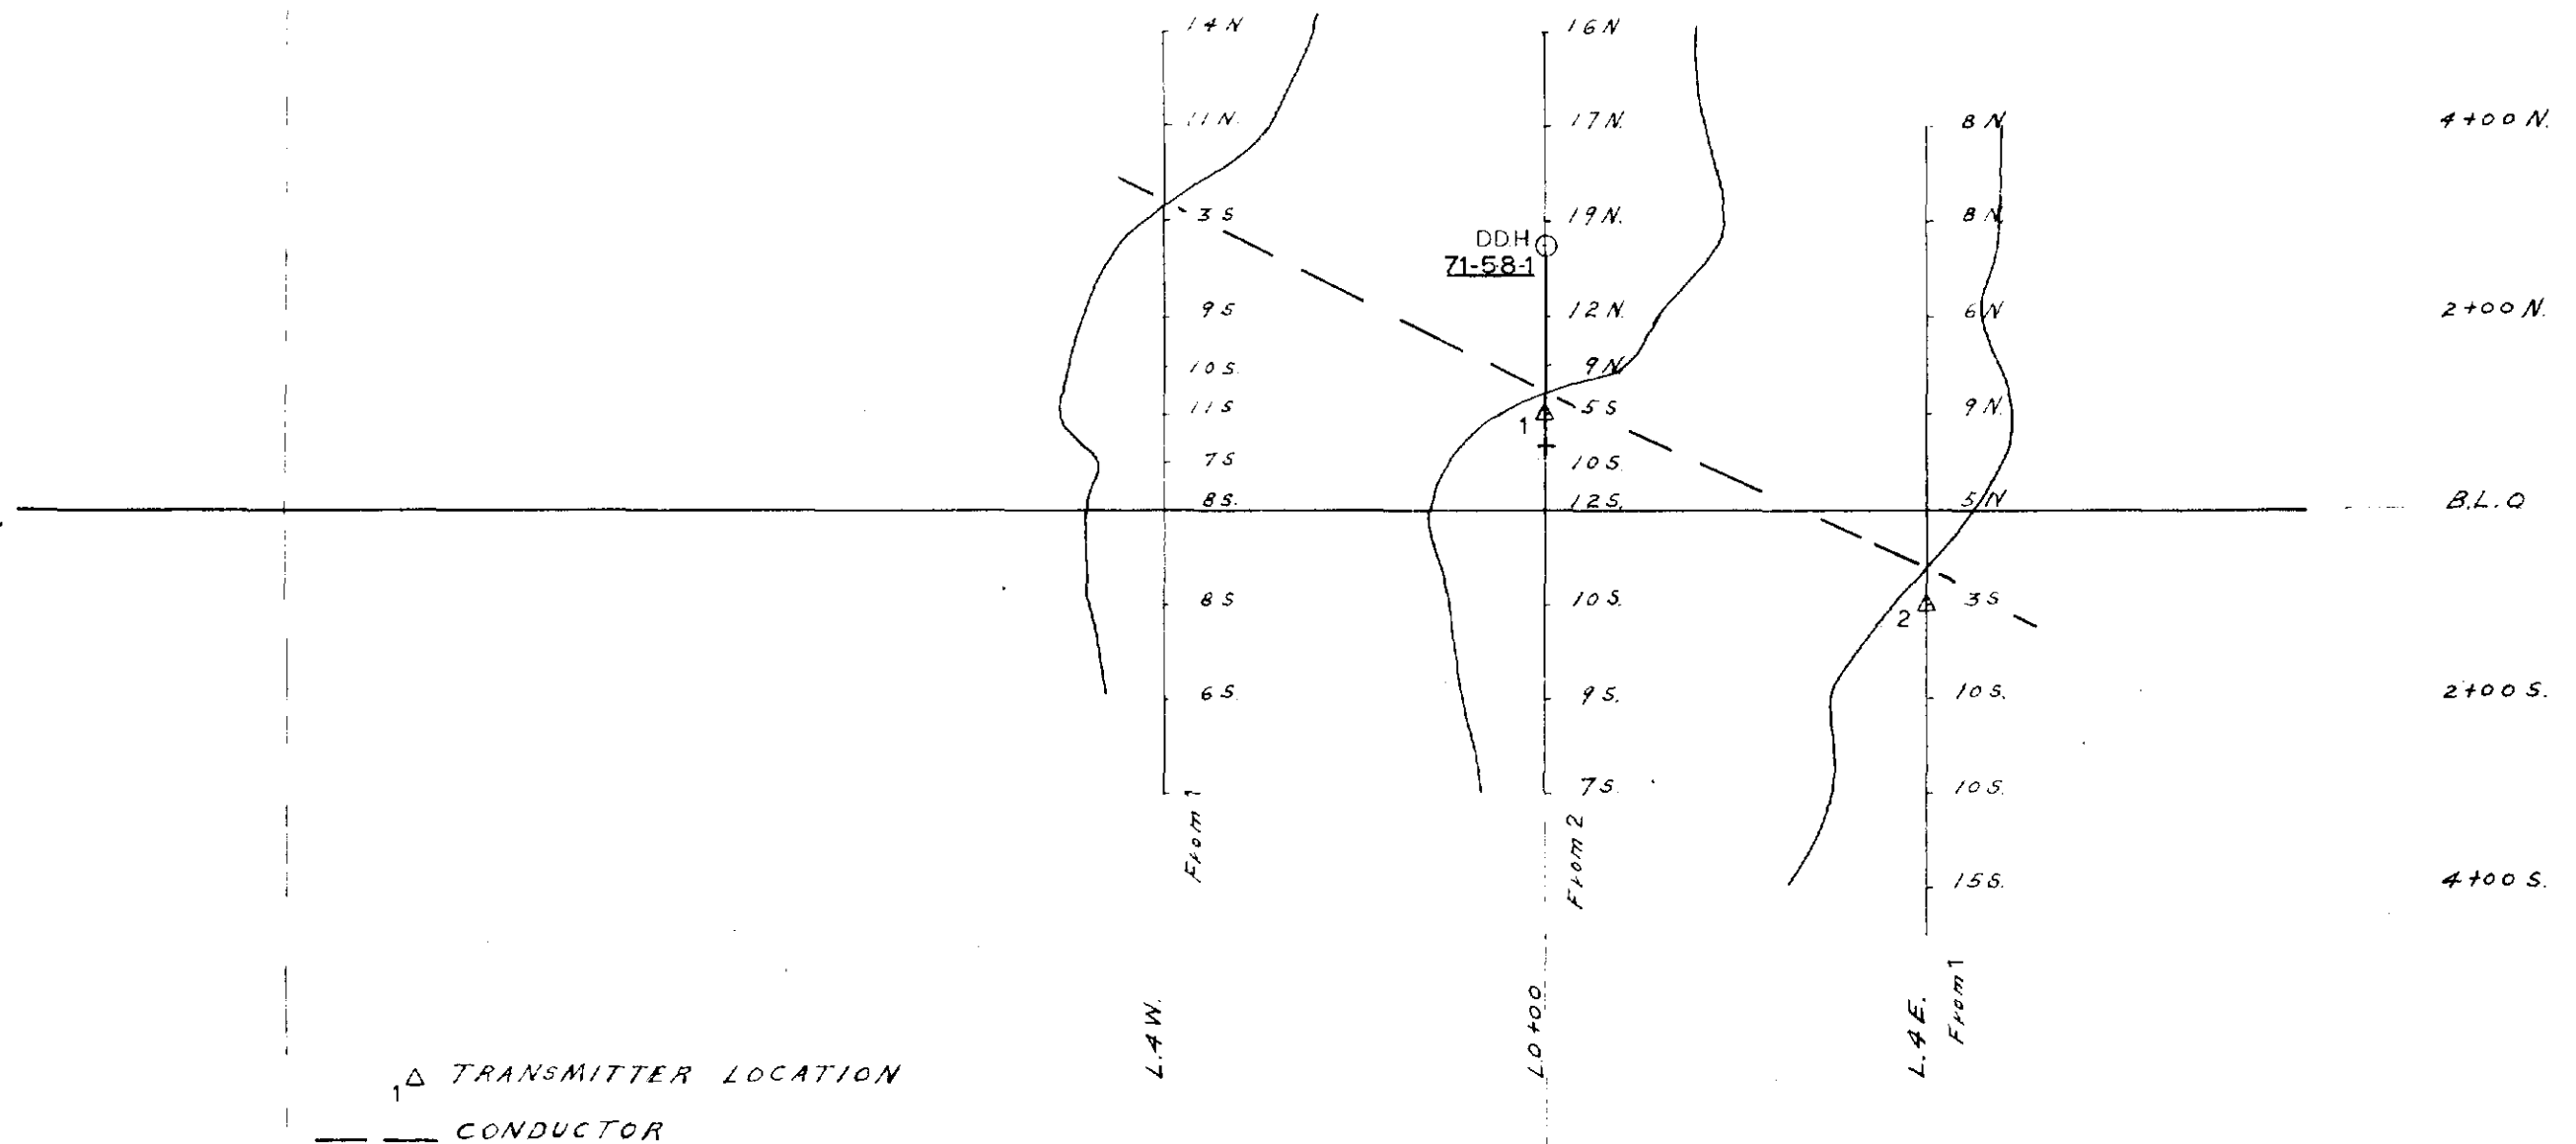 14N
11N.
3S
9S
10S.
11S
7S
8S.
8S
6S.
From 1
L.4W.
16N
17N.
19N.
DDH
71-58-1
12N.
9N
5S
1
10S.
12S.
10S.
9S.
7S.
From 2
L0+00
8N
8N
6N
9N.
5N
3S
2
10S.
10S.
15S.
From 1
L.4E.
4+00N.
2+00N.
B.L.O
2+00S.
4+00S.
1 TRANSMITTER LOCATION
CONDUCTOR